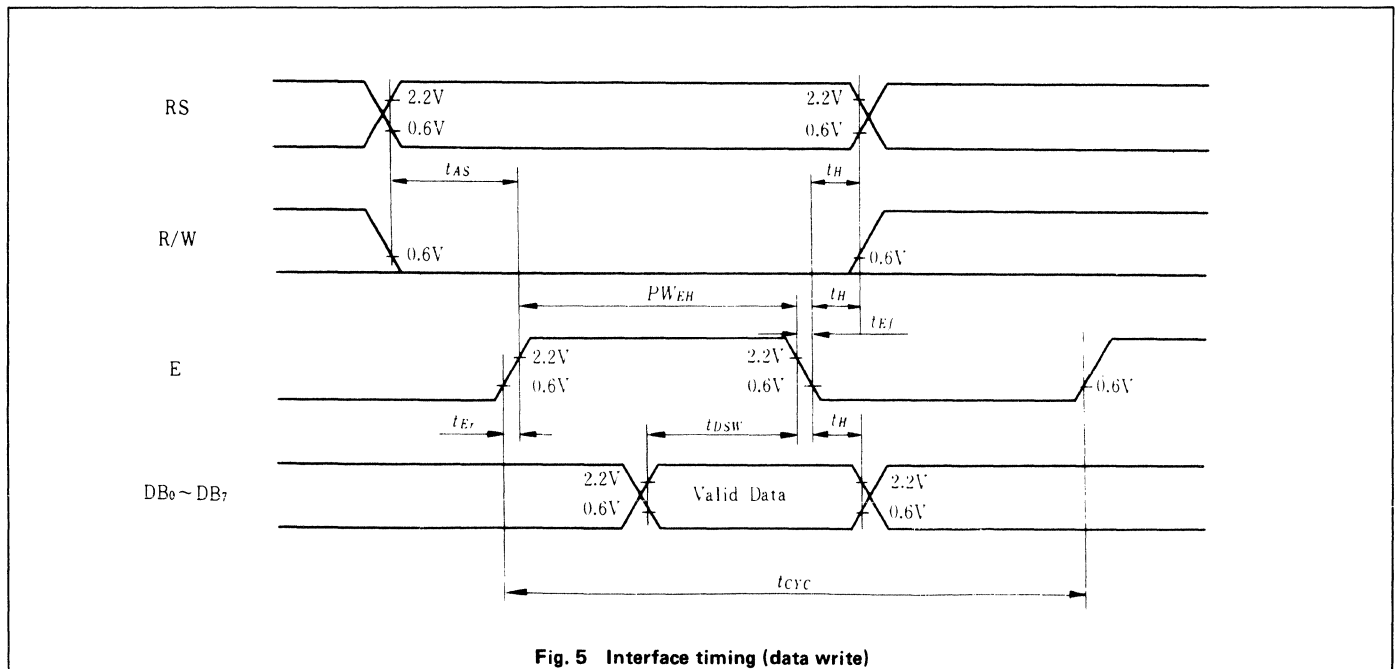 RS
2.2V
0.6V
2.2V
0.6V
tAS
tH
R/W
0.6V
0.6V
PWEH
tH
tEf
E
2.2V
0.6V
2.2V
0.6V
0.6V
tEr
tDSW
tH
DB0~DB7
2.2V
0.6V
Valid Data
2.2V
0.6V
tCYC
Fig. 5 Interface timing (data write)